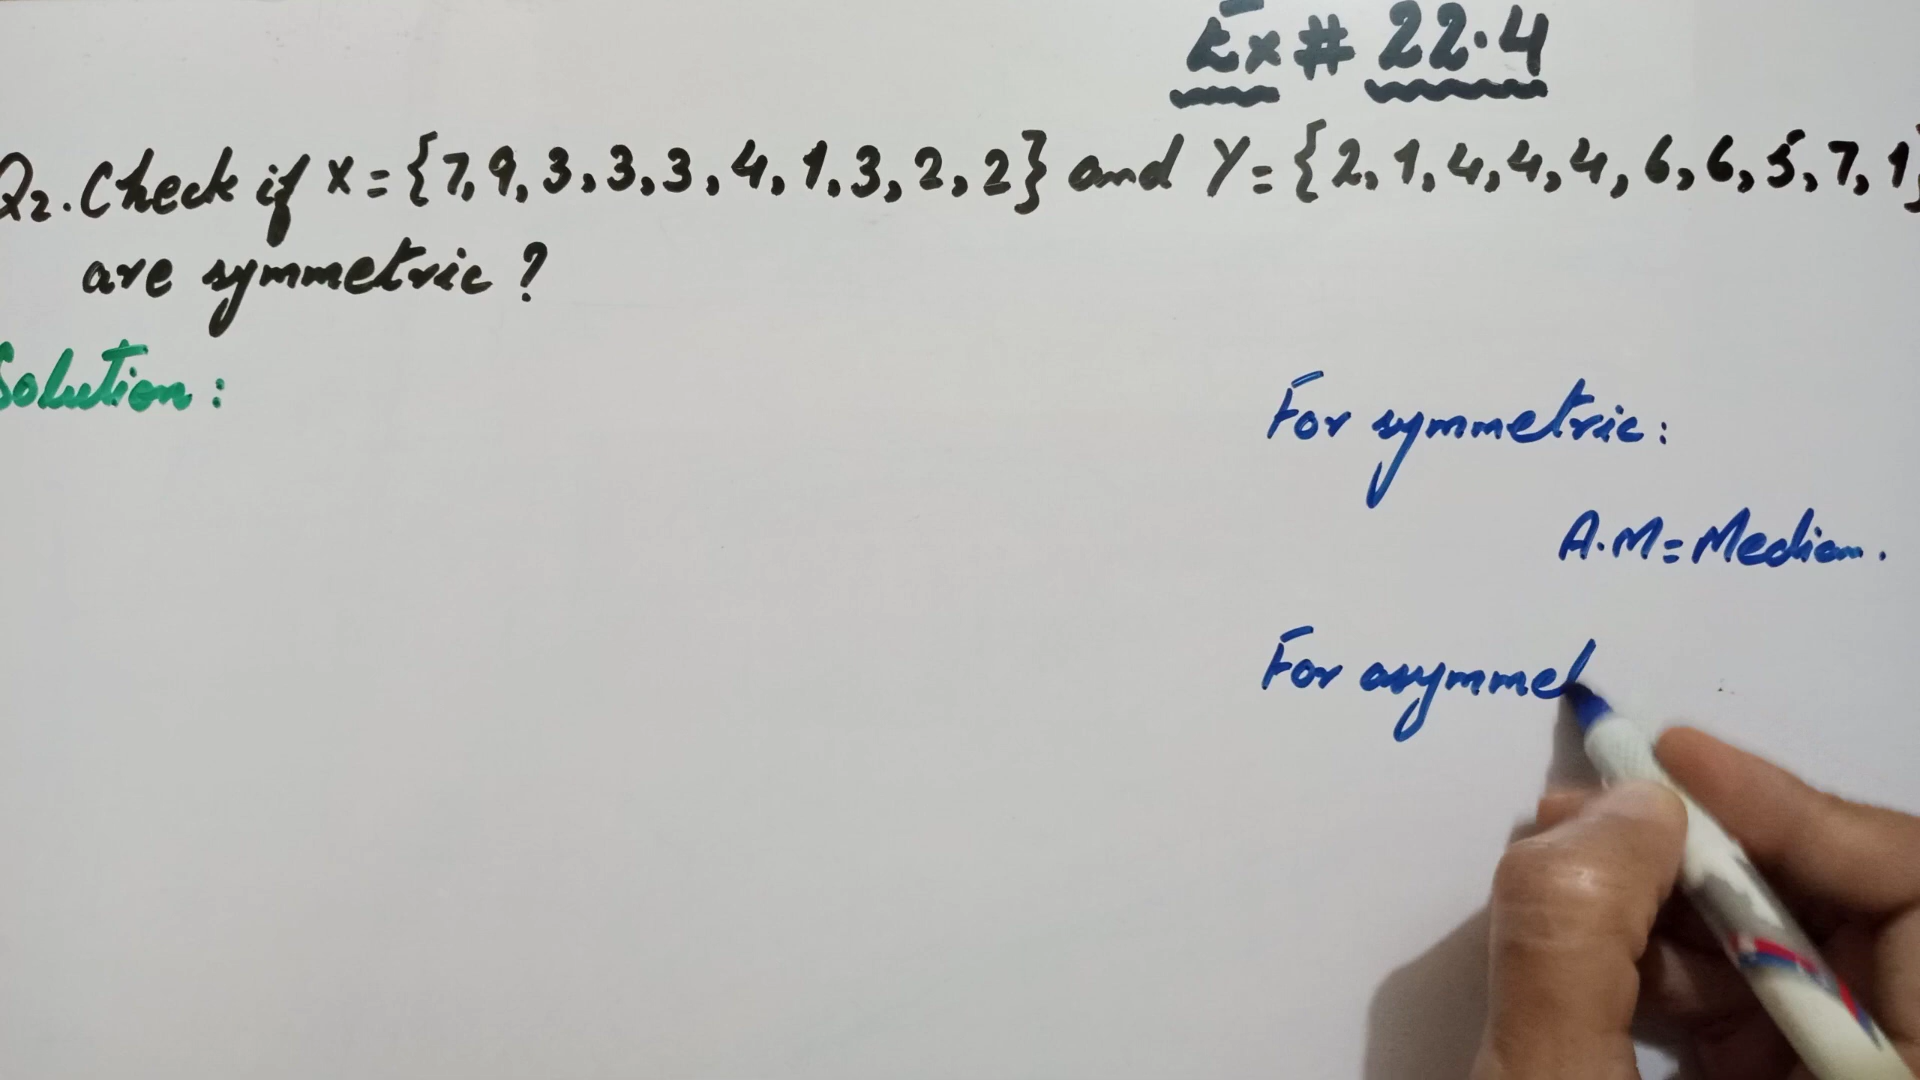 Ex # 22.4
Q2. Check if X = {7, 9, 3, 3, 3, 4, 1, 3, 2, 2} and Y = {2, 1, 4, 4, 4, 6, 6, 5, 7, 1}
are symmetric ?
Solution :
For symmetric :
A.M = Median .
For asymmet